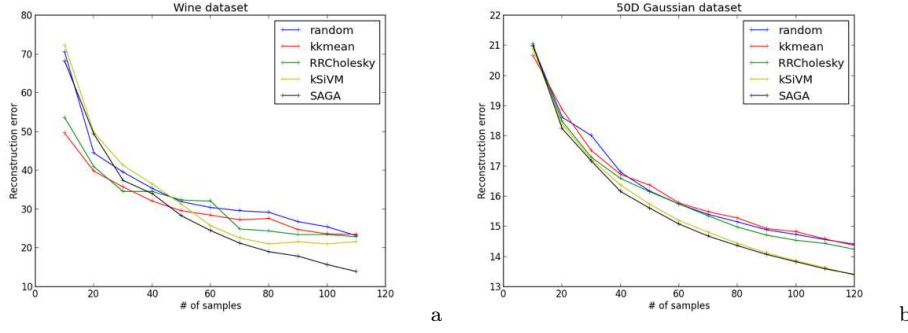 Wine dataset
80
70
60
50
40
30
20
10
Reconstruction error
0 20 40 60 80 100 120
# of samples
random
kkmean
RRCholesky
kSiVM
SAGA
a
50D Gaussian dataset
22
21
20
19
18
17
16
15
14
13
Reconstruction error
0 20 40 60 80 100 120
# of samples
random
kkmean
RRCholesky
kSiVM
SAGA
b